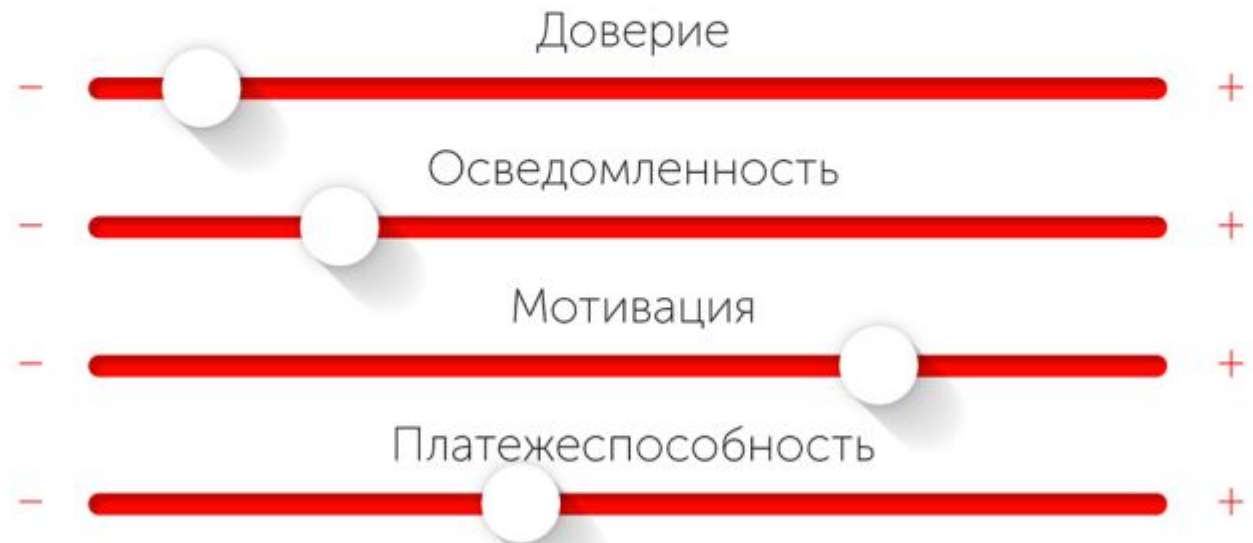 Доверие
− +
Осведомленность
− +
Мотивация
− +
Платежеспособность
− +